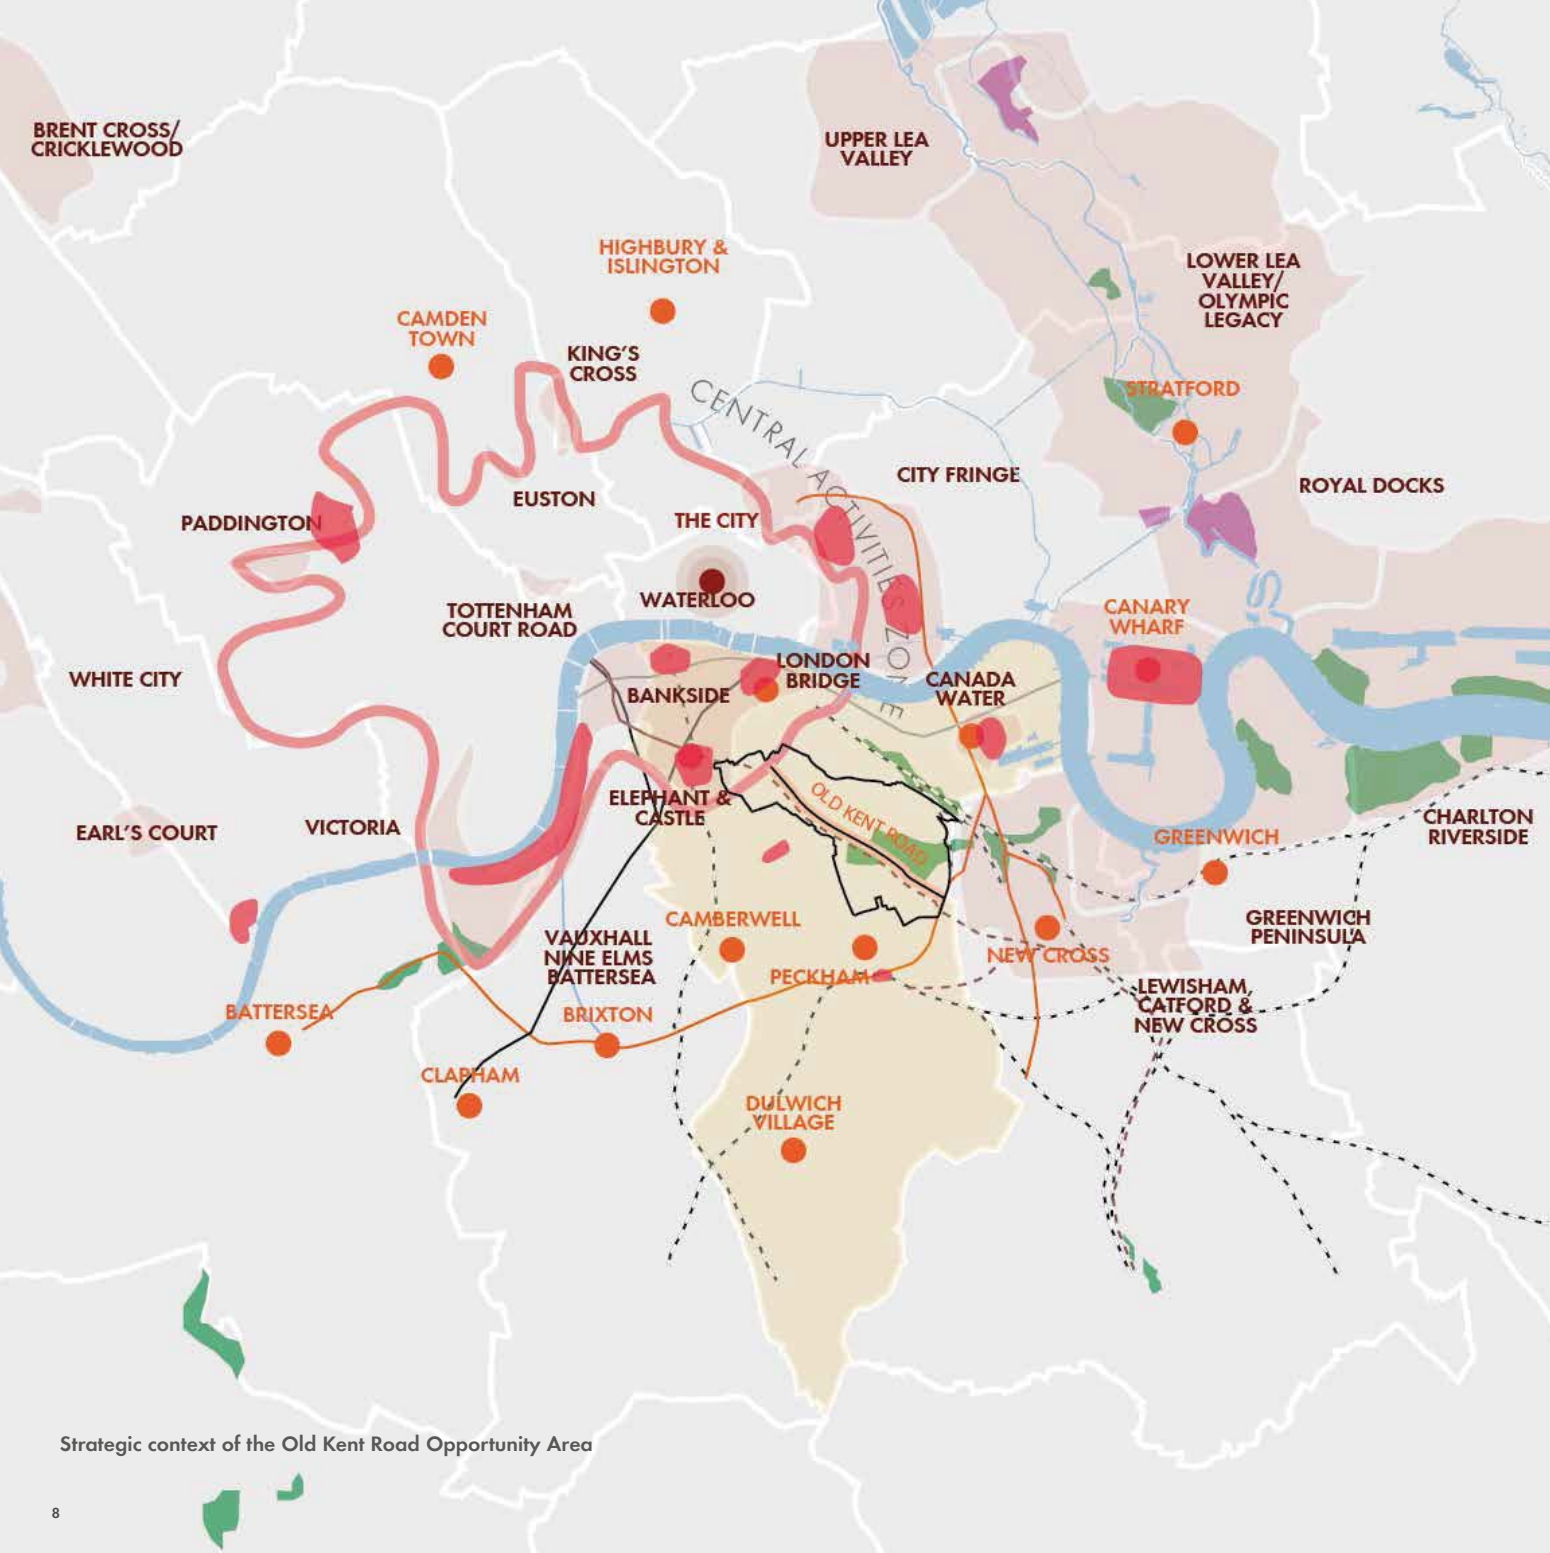 BRENT CROSS/
CRICKLEWOOD
UPPER LEA
VALLEY
HIGHBURY &
ISLINGTON
LOWER LEA
VALLEY/
OLYMPIC
LEGACY
CAMDEN
TOWN
KING'S
CROSS
CENTRAL ACTIVITIES ZONE
STRATFORD
CITY FRINGE
ROYAL DOCKS
EUSTON
PADDINGTON
THE CITY
WATERLOO
TOTTENHAM
COURT ROAD
CANARY
WHARF
WHITE CITY
BANKSIDE
LONDON
BRIDGE
CANADA
WATER
ELEPHANT &
CASTLE
OLD KENT ROAD
EARL'S COURT
VICTORIA
GREENWICH
CHARLTON
RIVERSIDE
CAMBERWELL
GREENWICH
PENINSULA
VAUXHALL
NINE ELMS
BATTERSEA
PECKHAM
NEW CROSS
LEWISHAM,
CATFORD &
NEW CROSS
BATTERSEA
BRIXTON
CLAPHAM
DULWICH
VILLAGE
Strategic context of the Old Kent Road Opportunity Area
8